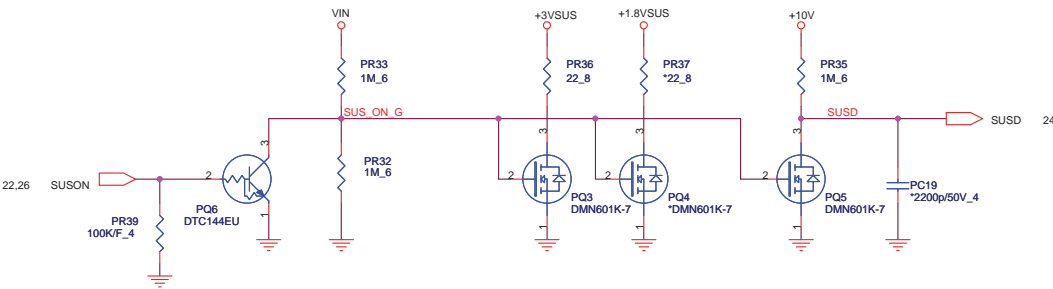 VIN
+3VSUS
+1.8VSUS
+10V
PR33
1M_6
PR36
22_8
PR37
*22_8
PR35
1M_6
SUS_ON_G
SUSD
SUSD 24
3
3
3
3
PR32
1M_6
22,26 SUSON
2
2
2
2
PQ6
DTC144EU
PQ3
DMN601K-7
PQ4
*DMN601K-7
PQ5
DMN601K-7
PC19
*2200p/50V_4
1
1
1
1
PR39
100K/F_4